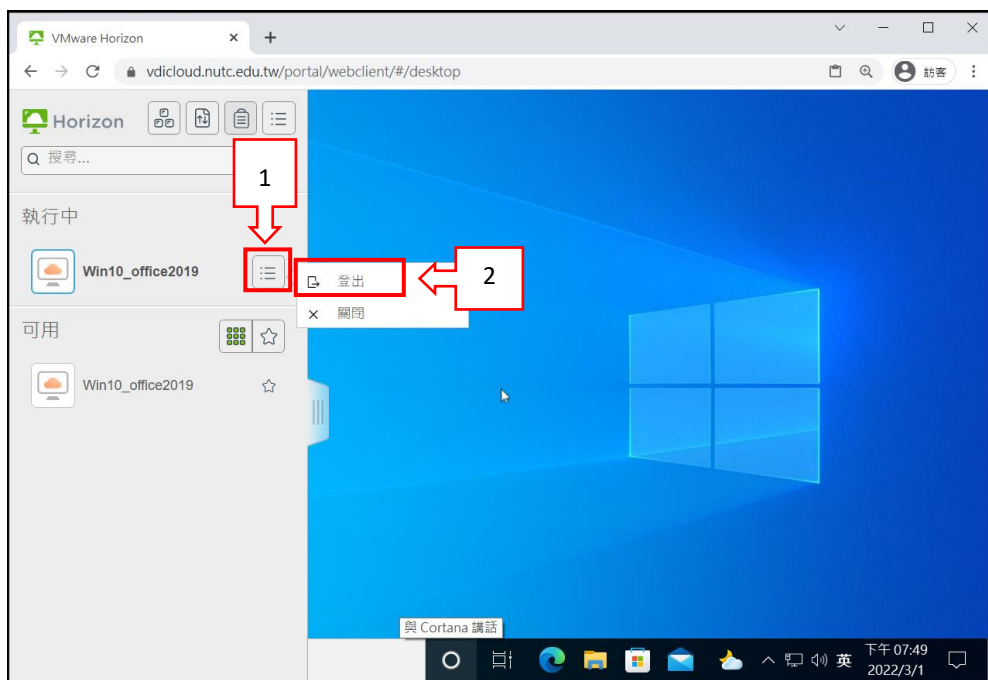 VMware Horizon
vdicloud.nutc.edu.tw/portal/webclient/#/desktop
訪客
Horizon
搜尋...
1
執行中
Win10_office2019
登出
2
關閉
可用
Win10_office2019
與 Cortana 講話
英
下午 07:49
2022/3/1